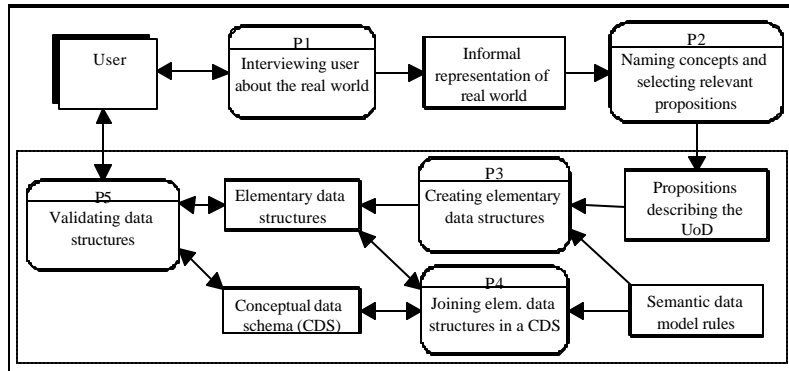 User
P1
Interviewing user
about the real world
Informal
representation of
real world
P2
Naming concepts and
selecting relevant
propositions
P5
Validating data
structures
Elementary data
structures
P3
Creating elementary
data structures
Propositions
describing the
UoD
Conceptual data
schema (CDS)
P4
Joining elem. data
structures in a CDS
Semantic data
model rules